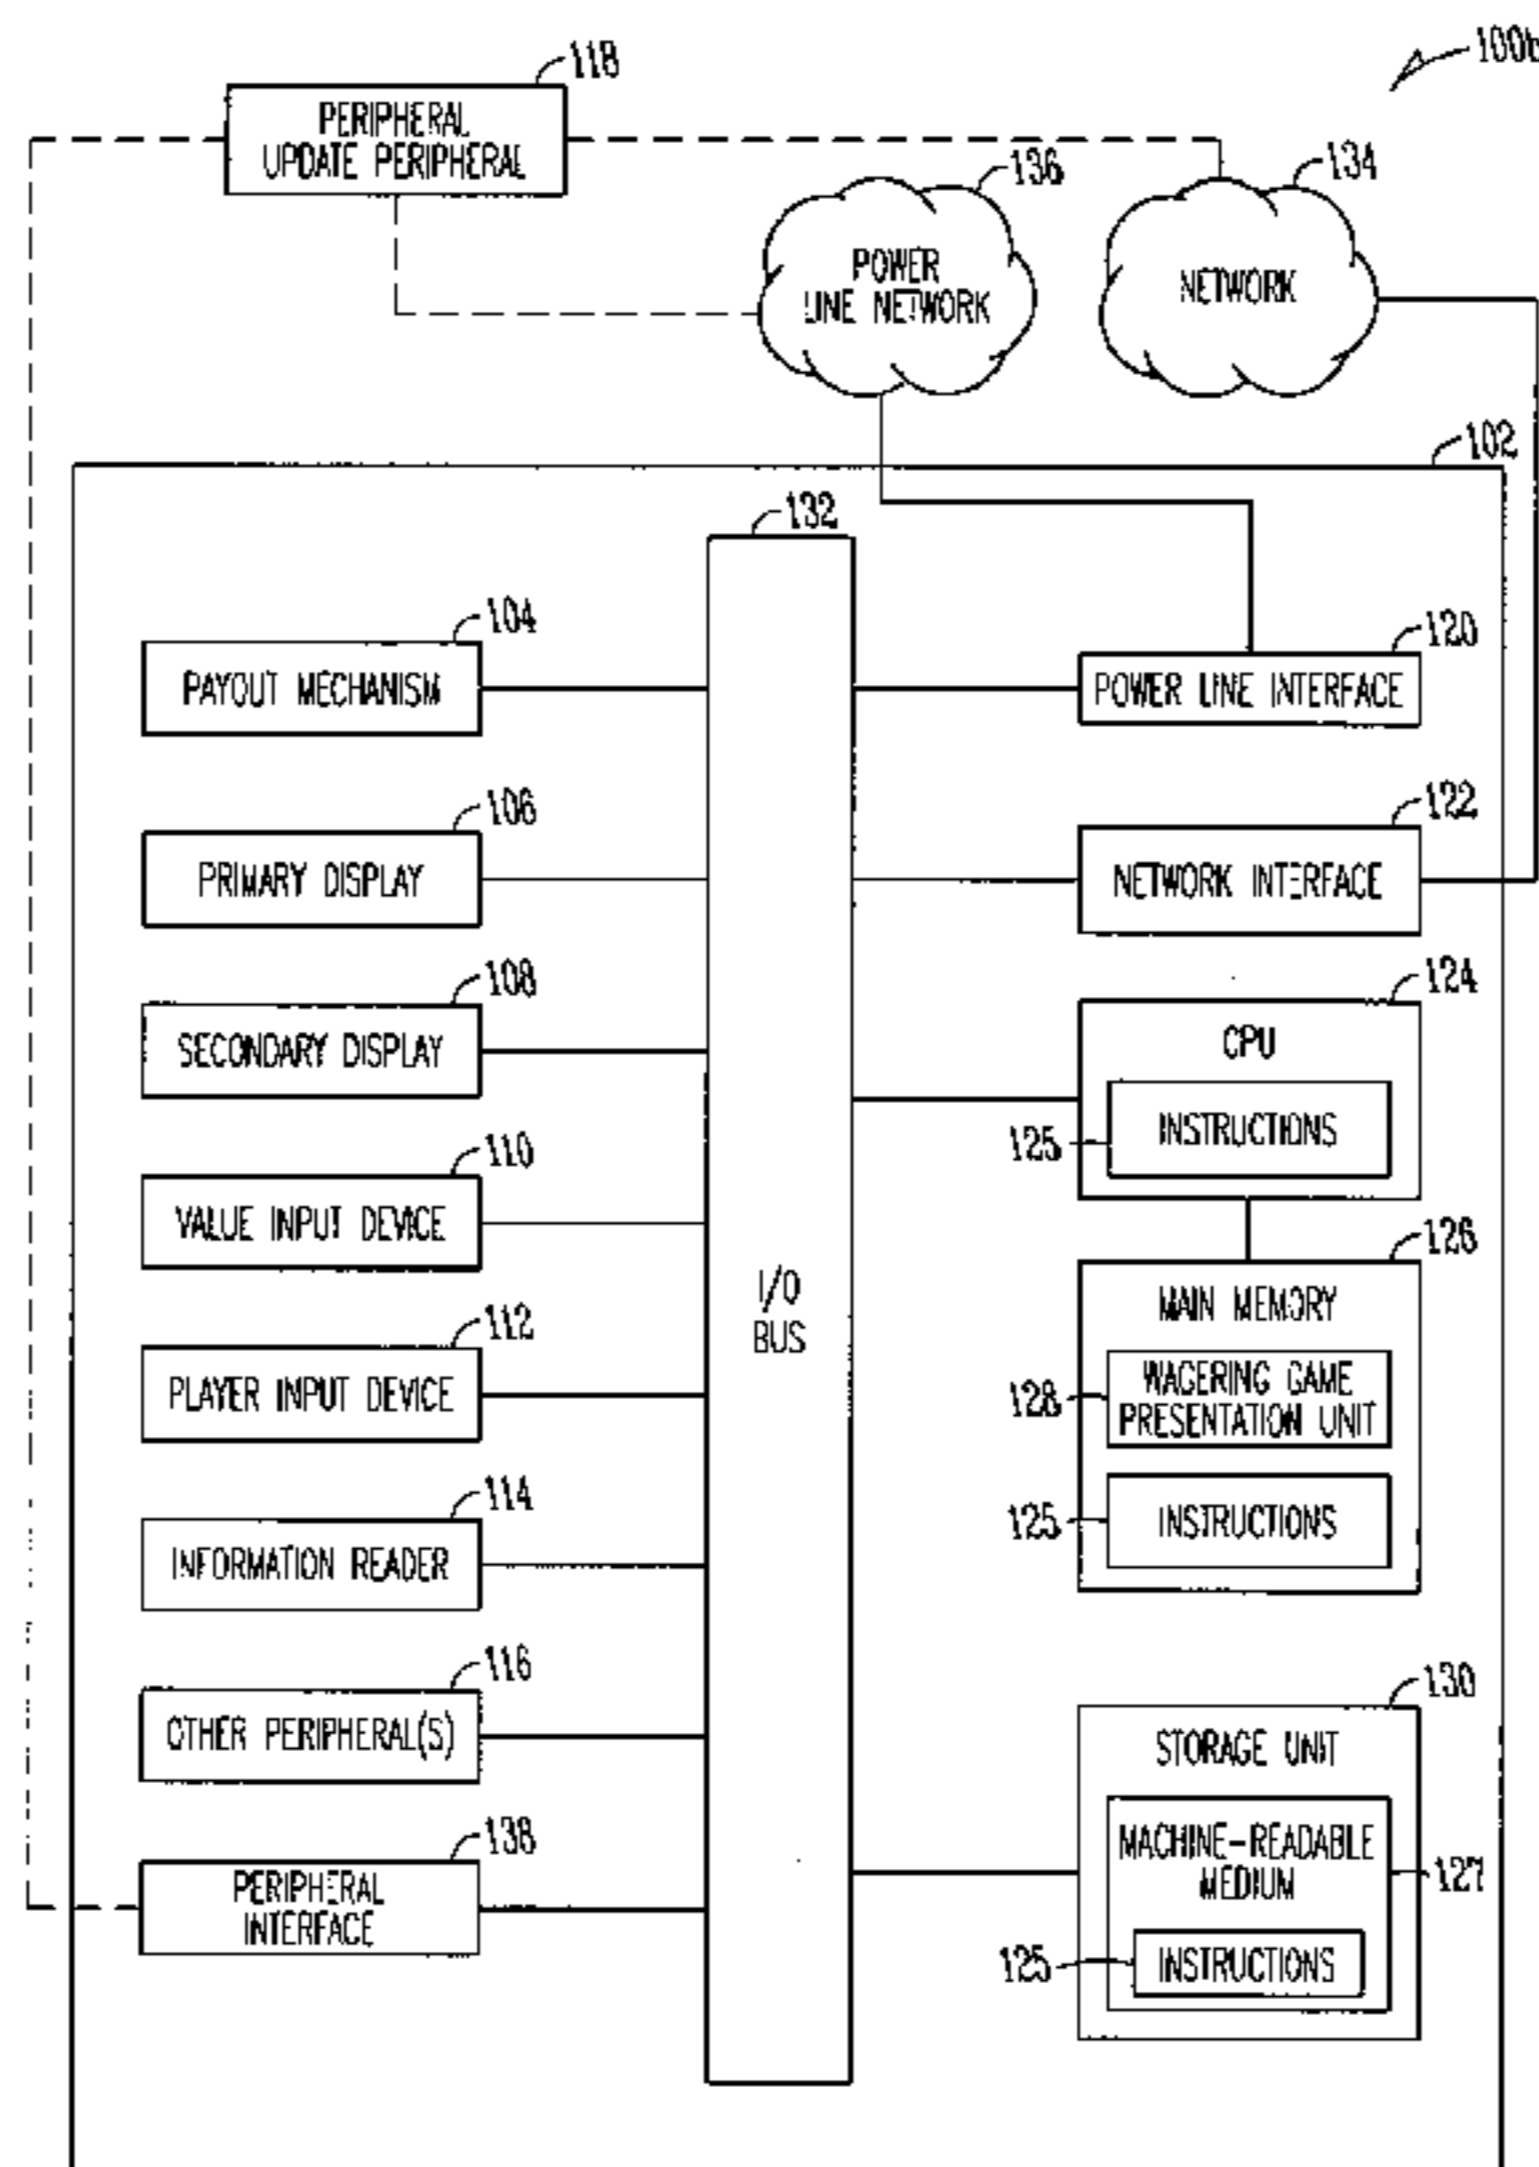 100b
118
PERIPHERAL
UPDATE PERIPHERAL
136
POWER
LINE NETWORK
134
NETWORK
102
132
I/O
BUS
104
PAYOUT MECHANISM
106
PRIMARY DISPLAY
108
SECONDARY DISPLAY
110
VALUE INPUT DEVICE
112
PLAYER INPUT DEVICE
114
INFORMATION READER
116
OTHER PERIPHERAL(S)
138
PERIPHERAL
INTERFACE
120
POWER LINE INTERFACE
122
NETWORK INTERFACE
124
CPU
125
INSTRUCTIONS
126
MAIN MEMORY
128
WAGERING GAME
PRESENTATION UNIT
125
INSTRUCTIONS
130
STORAGE UNIT
MACHINE-READABLE
MEDIUM
127
125
INSTRUCTIONS